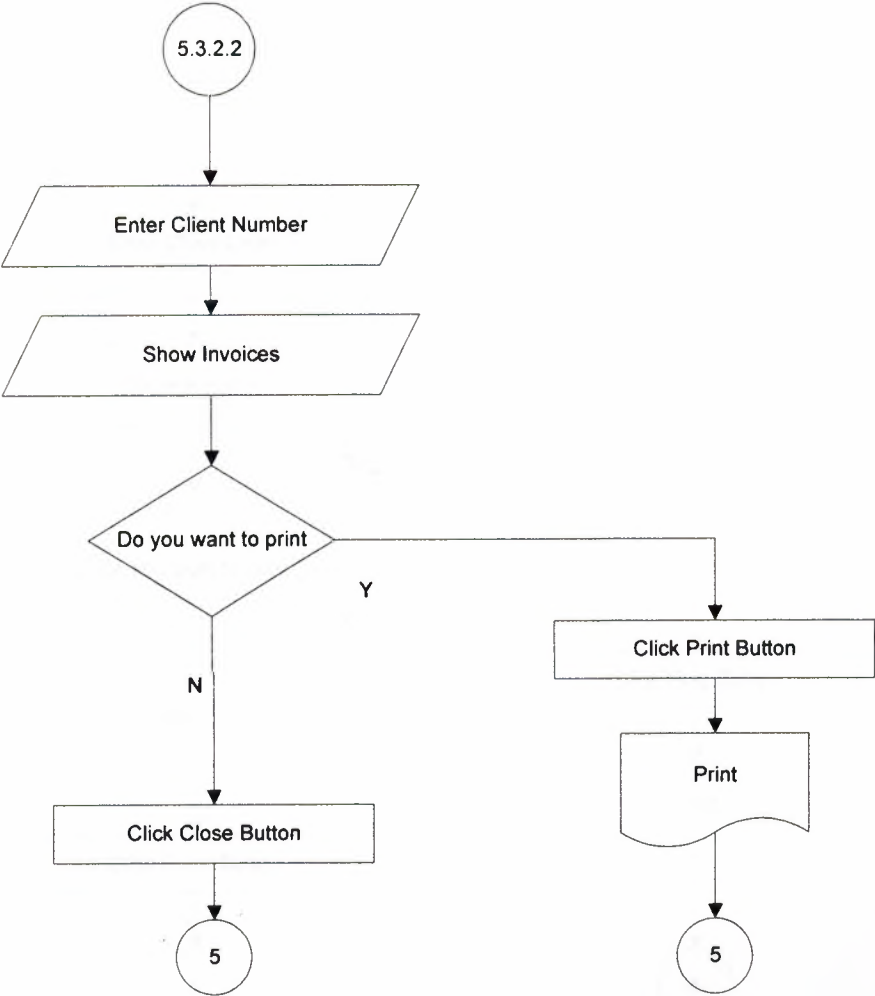 5.3.2.2
Enter Client Number
Show Invoices
Do you want to print
Y
N
Click Print Button
Print
Click Close Button
5
5